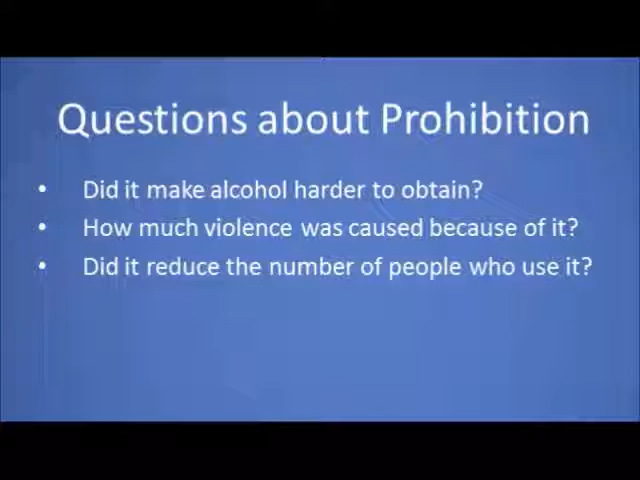 Questions about Prohibition
• Did it make alcohol harder to obtain?
• How much violence was caused because of it?
• Did it reduce the number of people who use it?